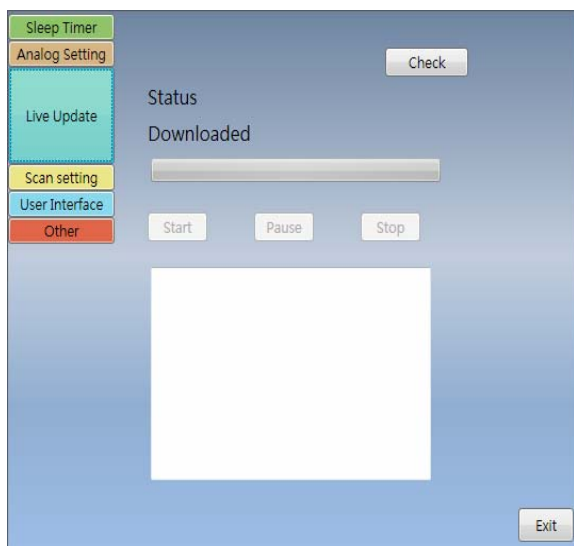 Sleep Timer
Analog Setting
Live Update
Scan setting
User Interface
Other
Check
Status
Downloaded
Start Pause Stop
Exit